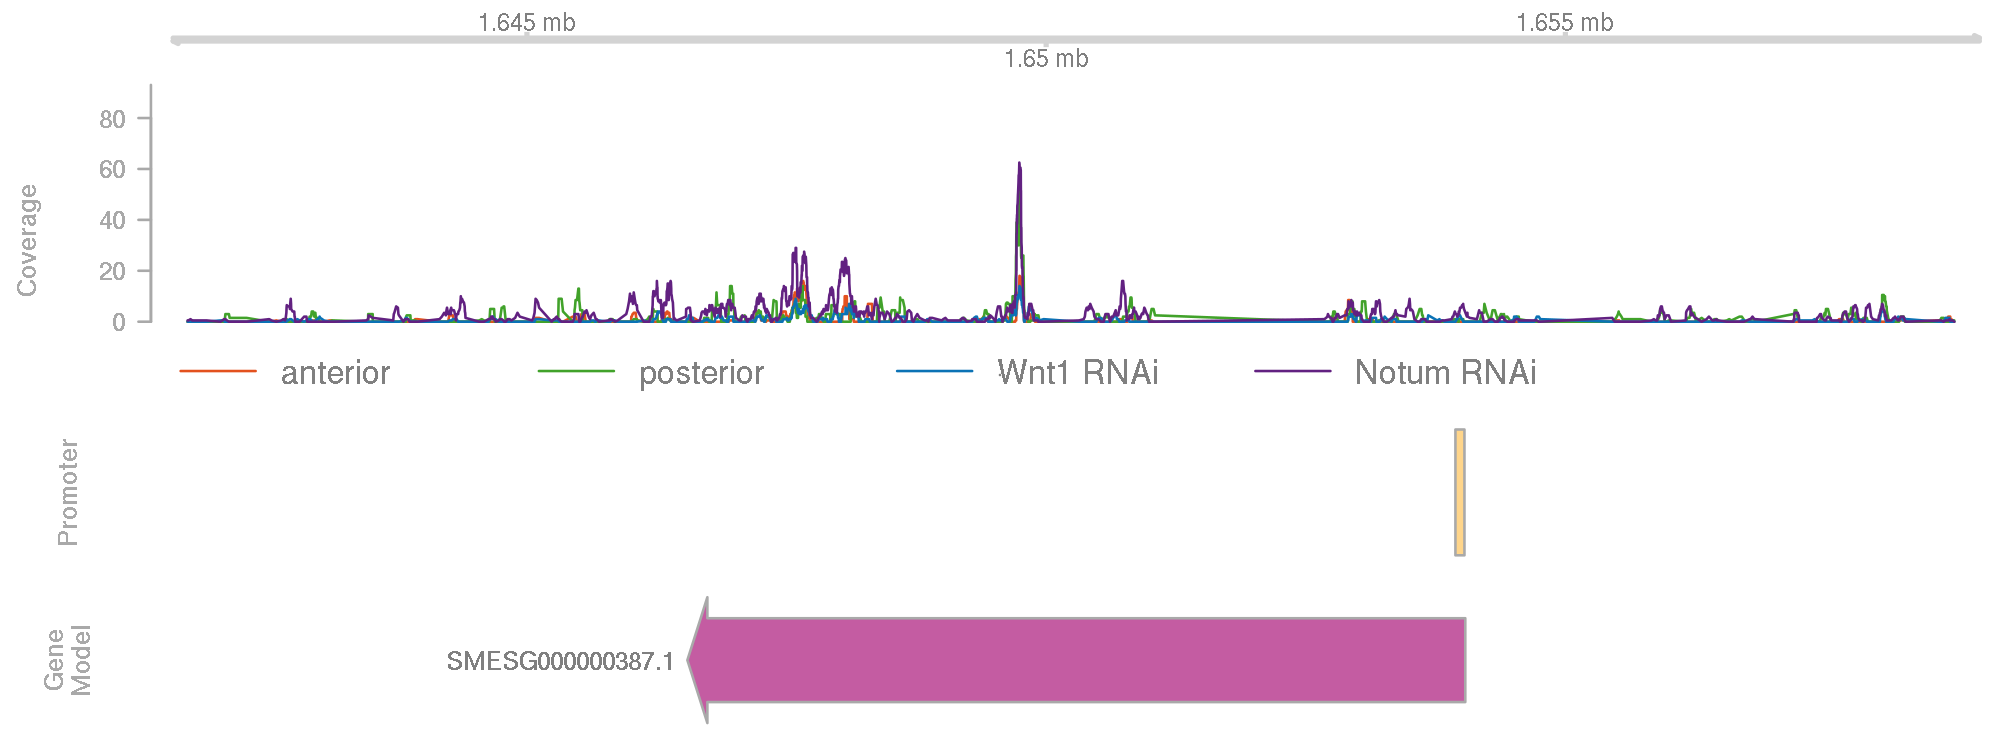 1.645 mb
1.655 mb
1.65 mb
Coverage
80
60
40
20
0
anterior posterior Wnt1 RNAi Notum RNAi
Promoter
Gene
Model
SMESG000000387.1